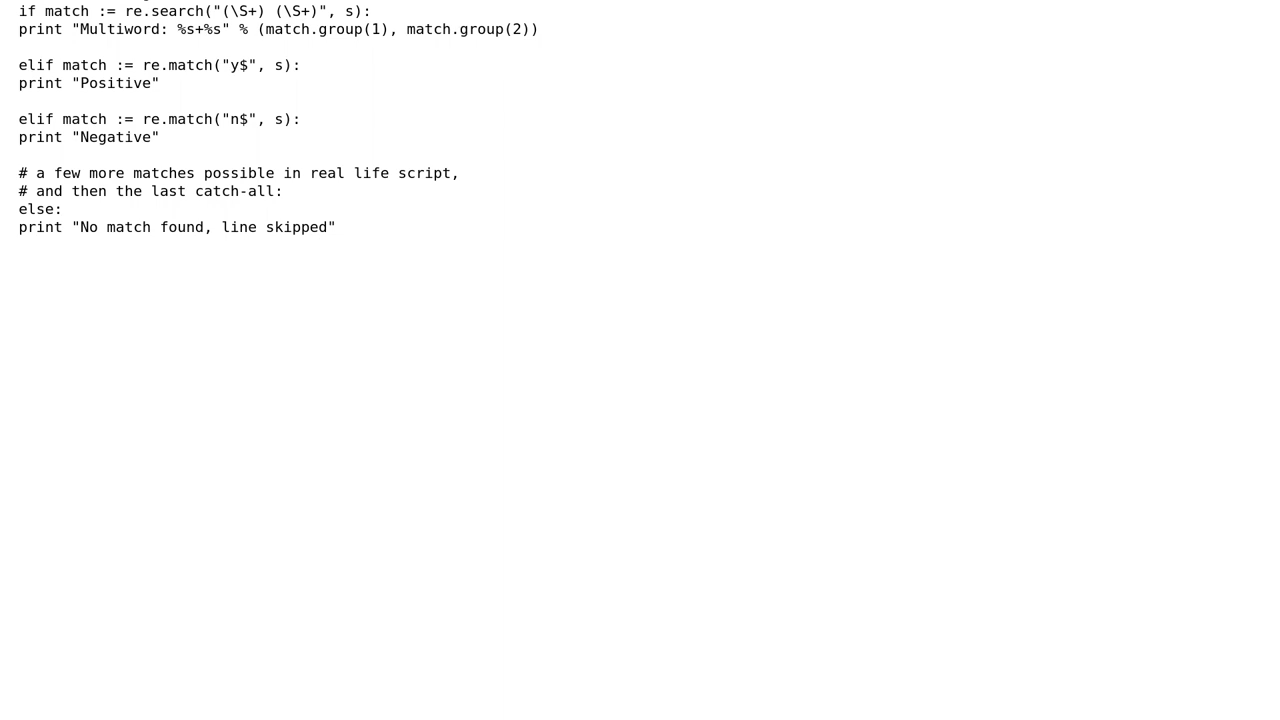 if match := re.search("(\S+) (\S+)", s):
print "Multiword: %s+%s" % (match.group(1), match.group(2))
elif match := re.match("y$", s):
print "Positive"
elif match := re.match("n$", s):
print "Negative"
# a few more matches possible in real life script,
# and then the last catch-all:
else:
print "No match found, line skipped"